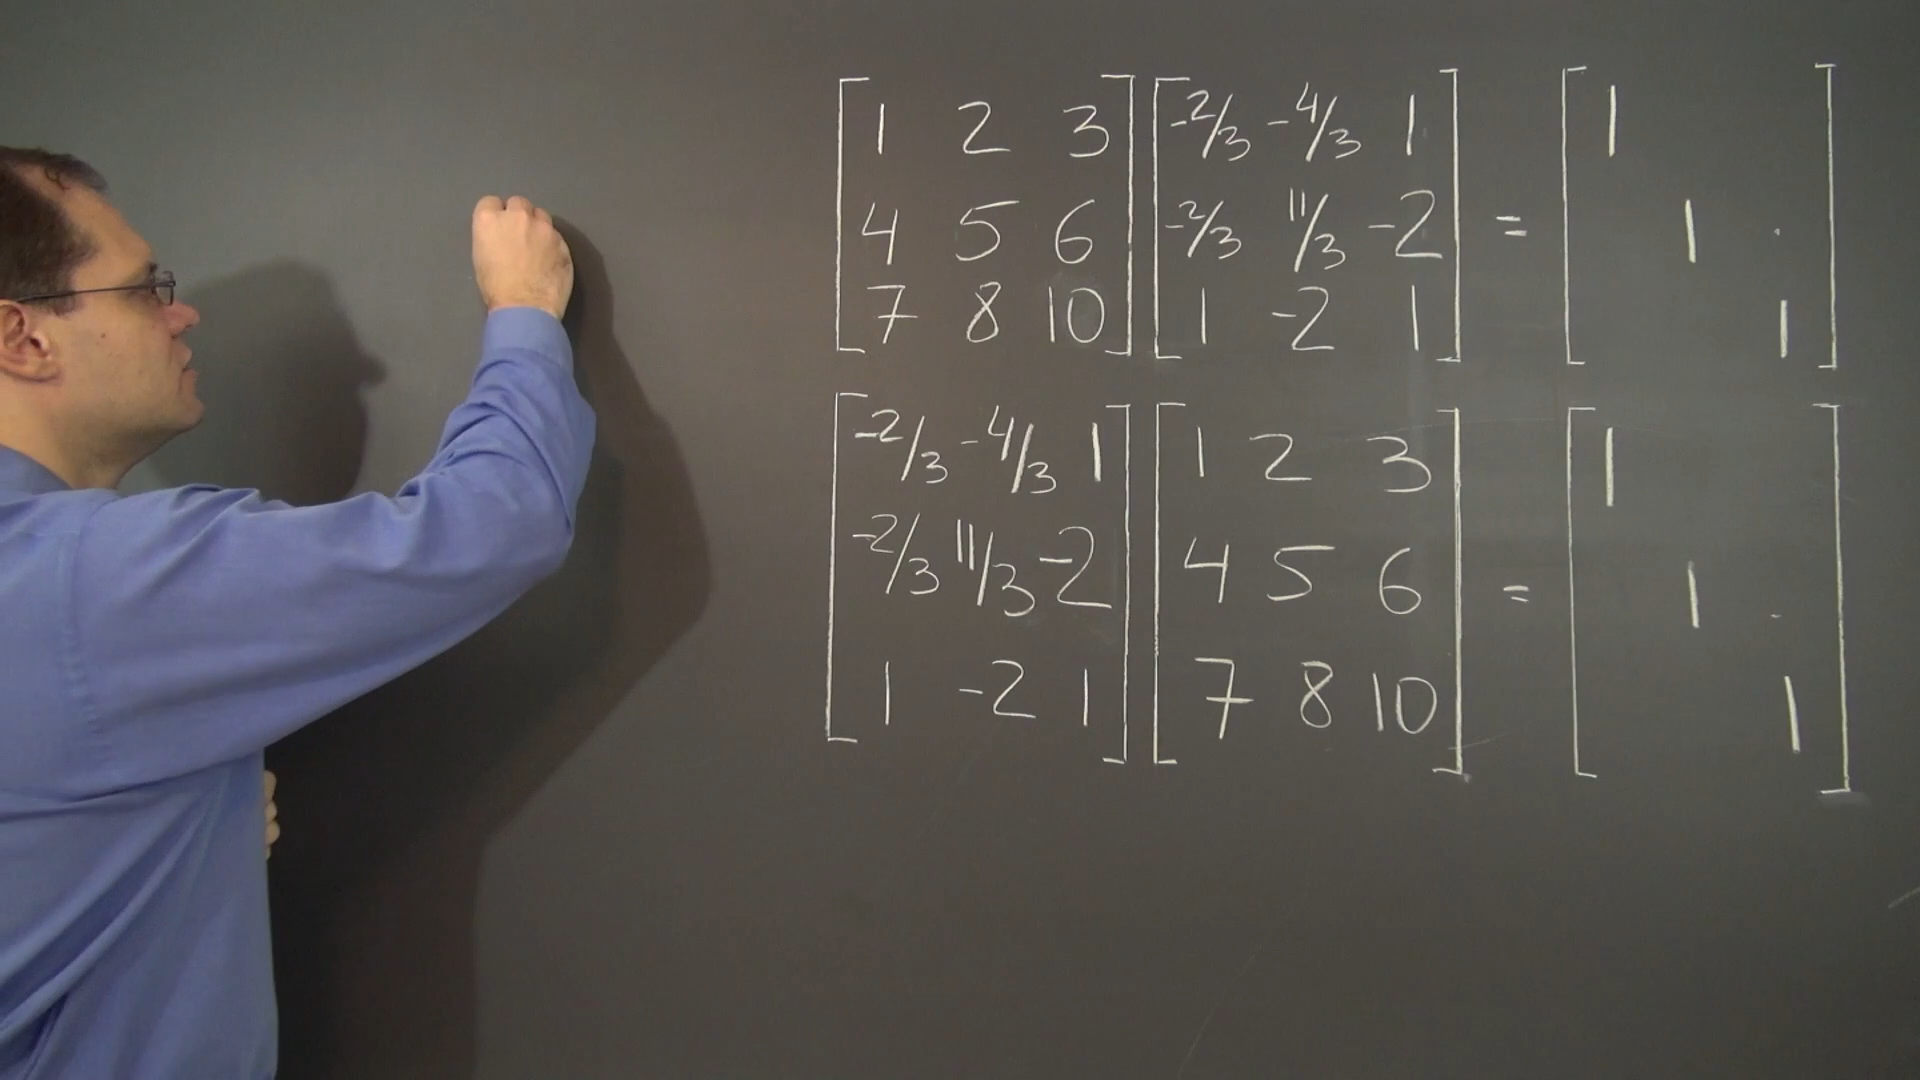 [1 2 3] [-2/3 -4/3 1] [1]
[4 5 6] [-2/3 11/3 -2] = [1 .]
[7 8 10] [1 -2 1] [1]
[-2/3 -4/3 1] [1 2 3] [1]
[-2/3 11/3 -2] [4 5 6] = [1 .]
[1 -2 1] [7 8 10] [1]